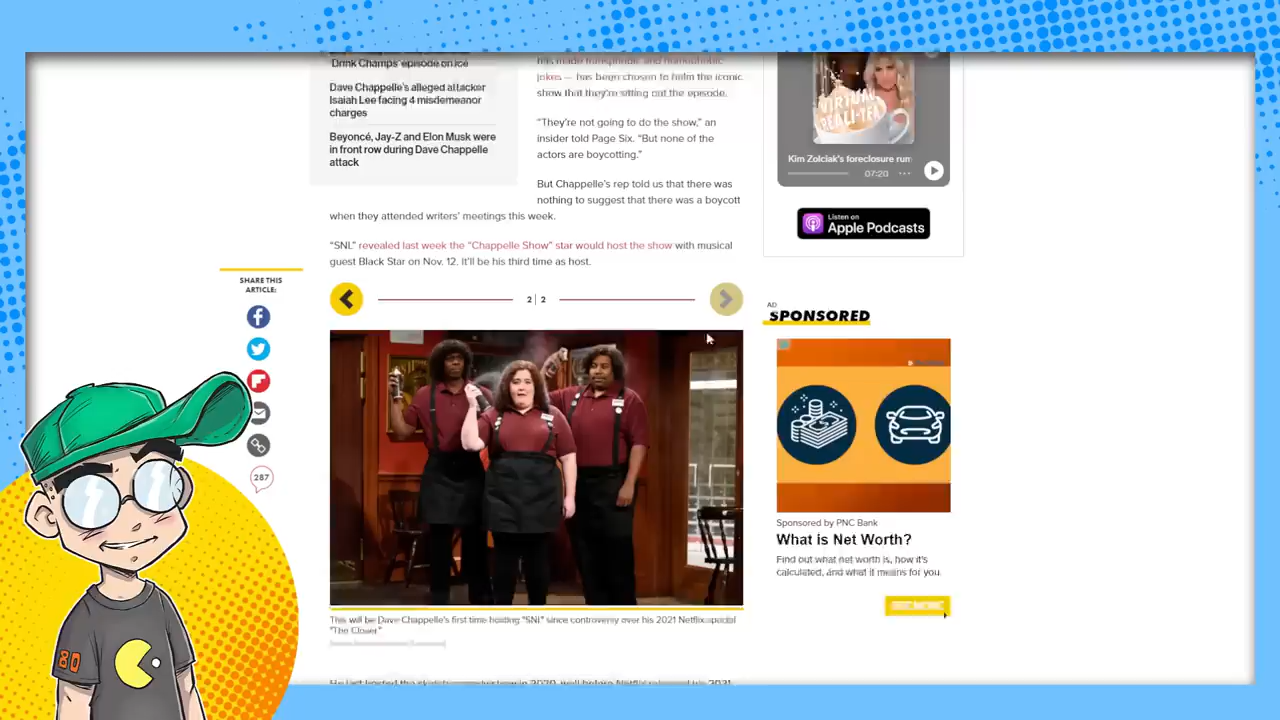 'Drink Champs' episode on ice
Dave Chappelle's alleged attacker
Isaiah Lee facing 4 misdemeanor
charges
Beyoncé, Jay-Z and Elon Musk were
in front row during Dave Chappelle
attack
his made transphobic and homophobic
jokes — has been chosen to helm the iconic
show that they're sitting out the episode.
“They're not going to do the show,” an
insider told Page Six. “But none of the
actors are boycotting.”
But Chappelle's rep told us that there was
nothing to suggest that there was a boycott
when they attended writers' meetings this week.
“SNL” revealed last week the “Chappelle Show” star would host the show with musical
guest Black Star on Nov. 12. It'll be his third time as host.
SHARE THIS
ARTICLE:
287
2 | 2
This will be Dave Chappelle's first time hosting "SNL" since controversy over his 2021 Netflix special
"The Closer."
VIRTUAL
REALI-TEA
Kim Zolciak's foreclosure rum
07:20
Listen on
Apple Podcasts
AD
SPONSORED
Sponsored by PNC Bank
What is Net Worth?
Find out what net worth is, how it's
calculated, and what it means for you.
80